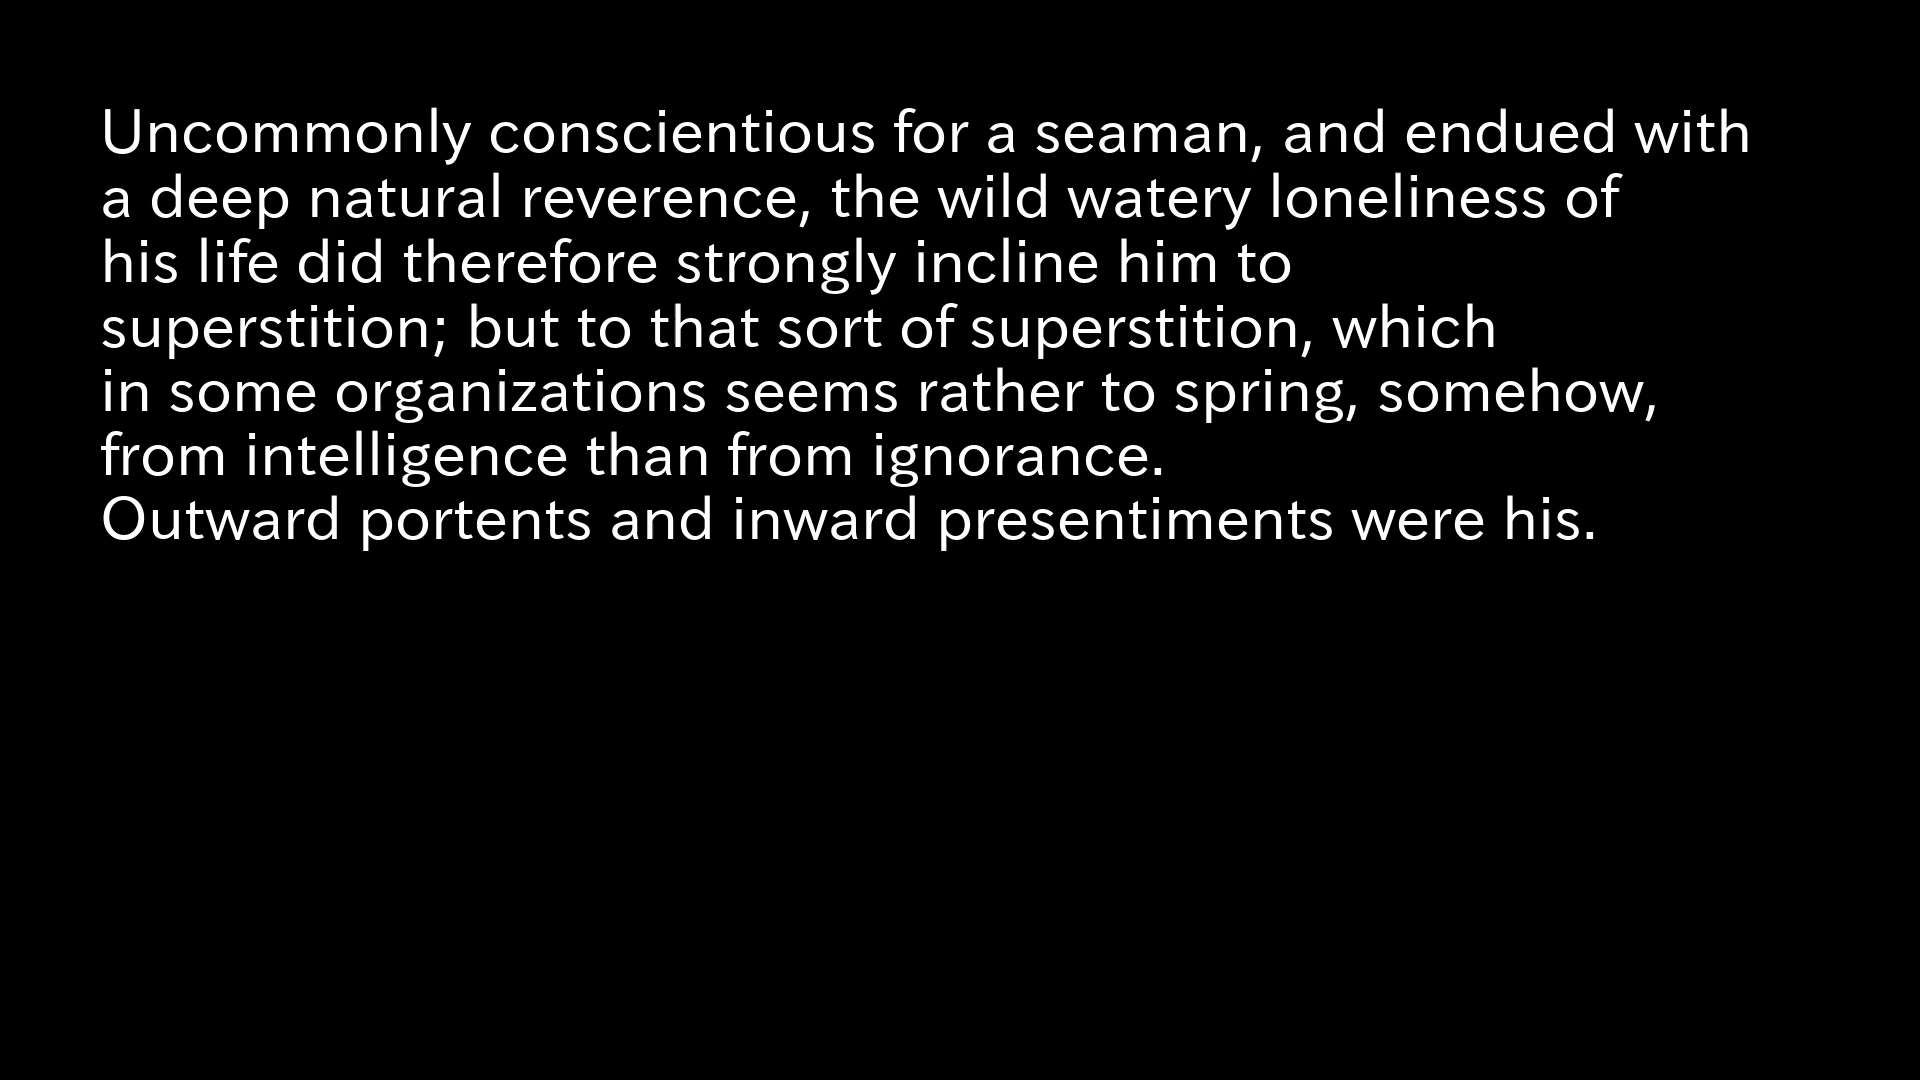 Uncommonly conscientious for a seaman, and endued with
a deep natural reverence, the wild watery loneliness of
his life did therefore strongly incline him to
superstition; but to that sort of superstition, which
in some organizations seems rather to spring, somehow,
from intelligence than from ignorance.
Outward portents and inward presentiments were his.